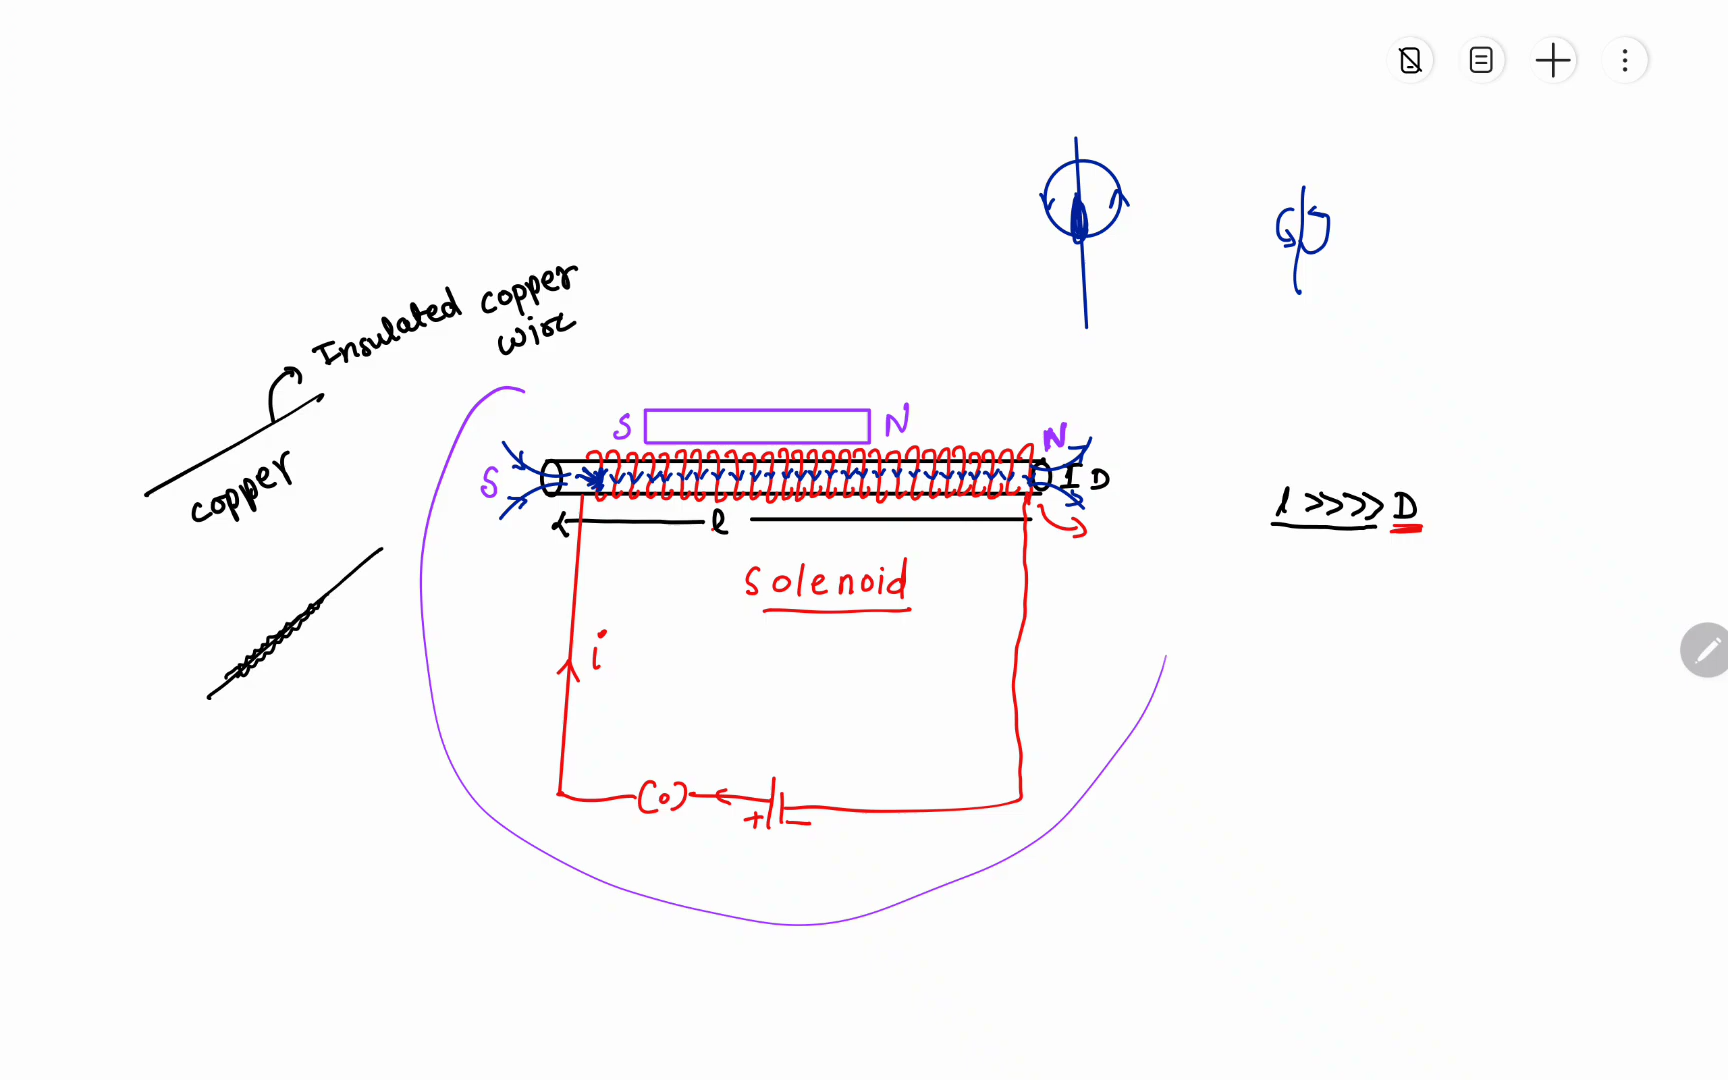 Insulated copper
wire
copper
S
N
N
S
D
l
l >>>> D
Solenoid
i
(o)
+
-